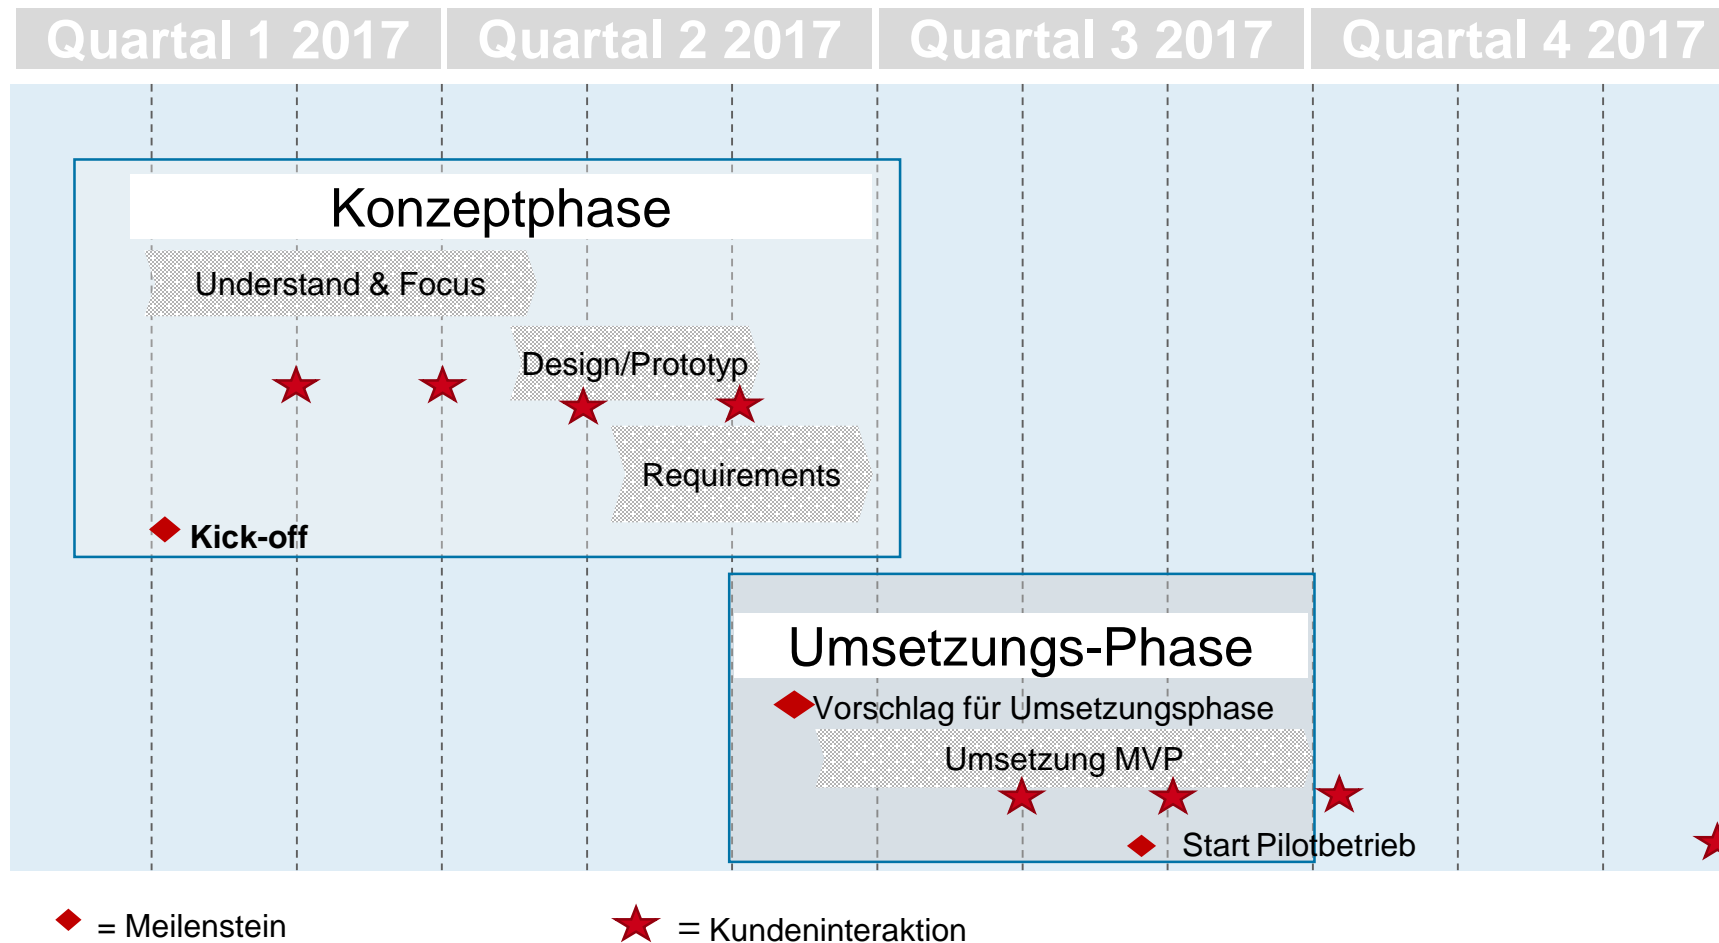 Quartal 1 2017
Quartal 2 2017
Quartal 3 2017
Quartal 4 2017
Konzeptphase
Understand & Focus
Design/Prototyp
Requirements
Kick-off
Umsetzungs-Phase
Vorschlag für Umsetzungsphase
Umsetzung MVP
Start Pilotbetrieb
= Meilenstein
= Kundeninteraktion